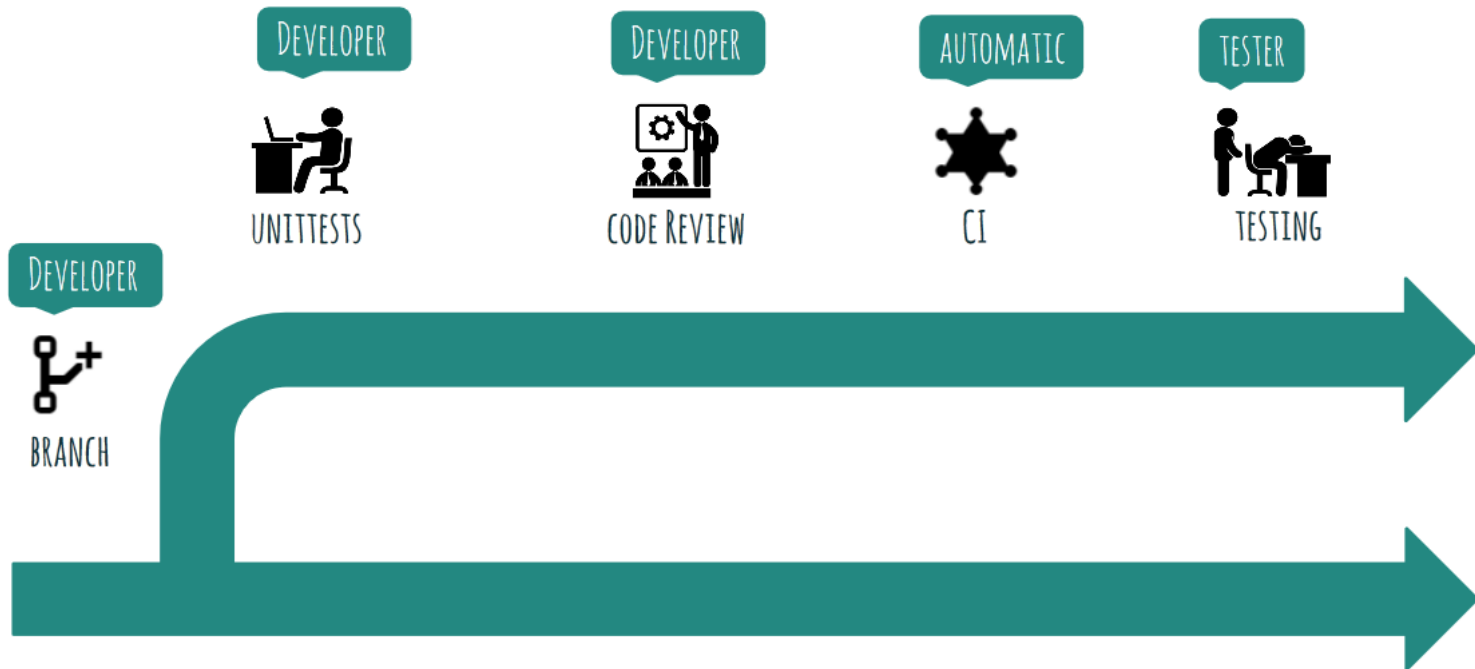 DEVELOPER
UNITTESTS
DEVELOPER
CODE REVIEW
AUTOMATIC
CI
TESTER
TESTING
DEVELOPER
BRANCH